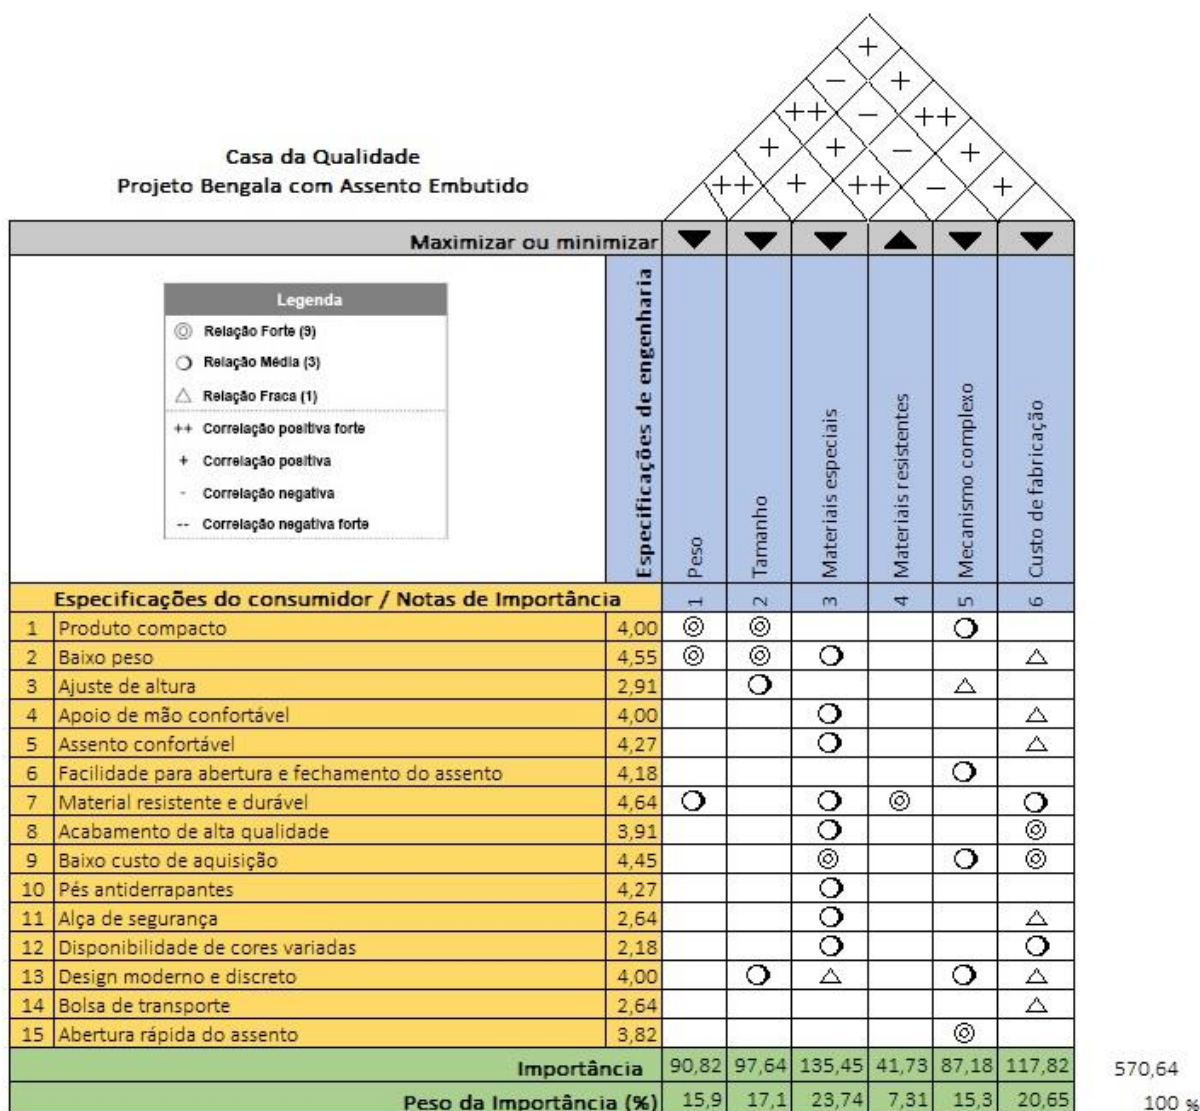 +
− +
++ − ++
+ + − +
++ + ++ − +
Casa da Qualidade
Projeto Bengala com Assento Embutido
Maximizar ou minimizar ▼ ▼ ▼ ▲ ▼ ▼
Legenda
◎ Relação Forte (9)
○ Relação Média (3)
△ Relação Fraca (1)
++ Correlação positiva forte
+ Correlação positiva
- Correlação negativa
-- Correlação negativa forte
Especificações de engenharia
Peso
Tamanho
Materiais especiais
Materiais resistentes
Mecanismo complexo
Custo de fabricação
Especificações do consumidor / Notas de Importância 1 2 3 4 5 6
1 Produto compacto 4,00 ◎ ◎ ○
2 Baixo peso 4,55 ◎ ◎ ○ △
3 Ajuste de altura 2,91 ○ △
4 Apoio de mão confortável 4,00 ○ △
5 Assento confortável 4,27 ○ △
6 Facilidade para abertura e fechamento do assento 4,18 ○
7 Material resistente e durável 4,64 ○ ○ ◎ ○
8 Acabamento de alta qualidade 3,91 ○ ◎
9 Baixo custo de aquisição 4,45 ◎ ○ ◎
10 Pés antiderrapantes 4,27 ○
11 Alça de segurança 2,64 ○ △
12 Disponibilidade de cores variadas 2,18 ○ ○
13 Design moderno e discreto 4,00 ○ △ ○ △
14 Bolsa de transporte 2,64 △
15 Abertura rápida do assento 3,82 ◎
Importância 90,82 97,64 135,45 41,73 87,18 117,82 570,64
Peso da Importância (%) 15,9 17,1 23,74 7,31 15,3 20,65 100 %